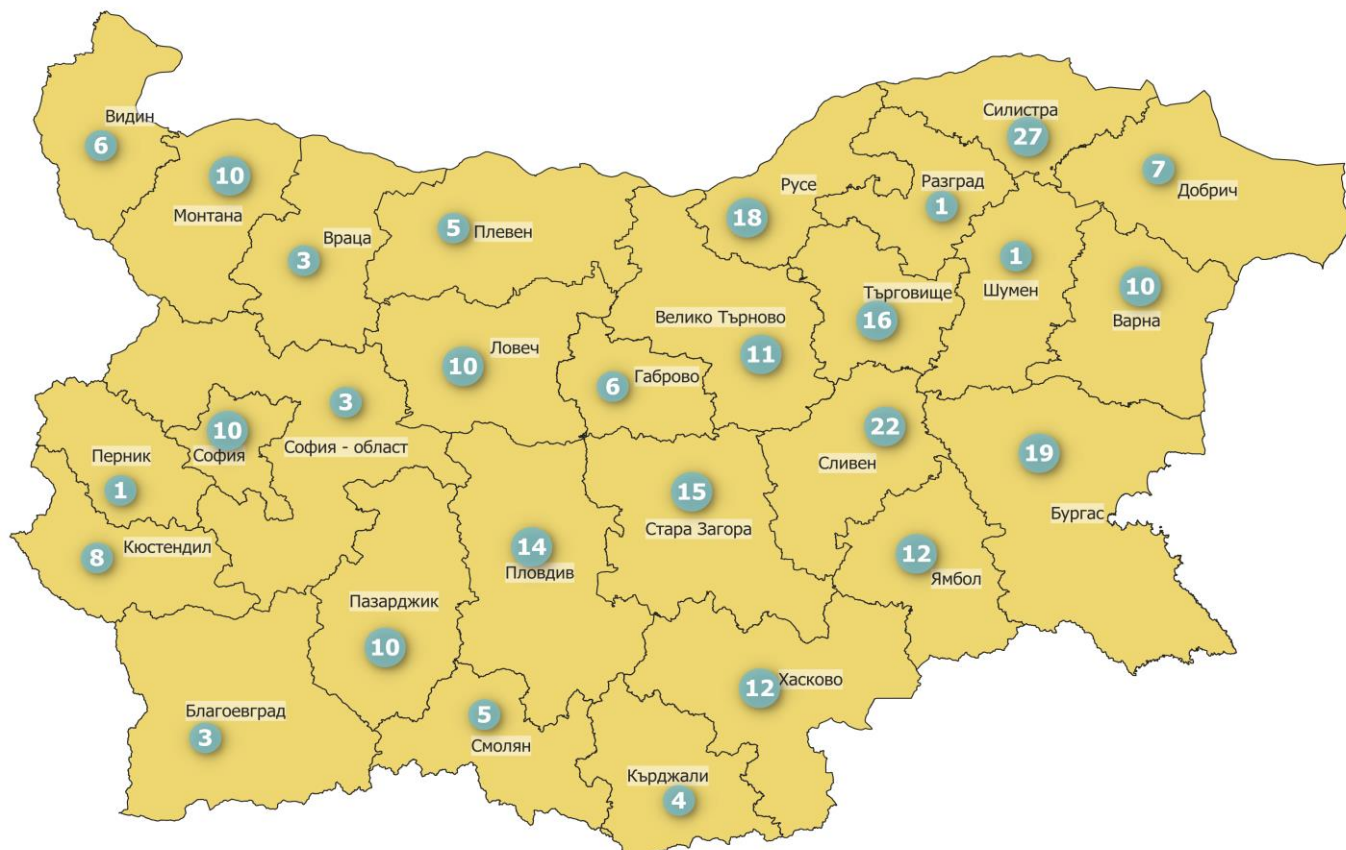 Видин
6
10
Монтана
Враца
3
5
Плевен
Русе
18
Разград
1
Силистра
27
7
Добрич
1
Шумен
10
Варна
Търговище
16
Велико Търново
11
Ловеч
10
Габрово
6
3
София - област
10
София
Перник
1
Кюстендил
8
22
Сливен
19
Бургас
15
Стара Загора
14
Пловдив
12
Ямбол
Пазарджик
10
Благоевград
3
5
Смолян
12
Хасково
Кърджали
4